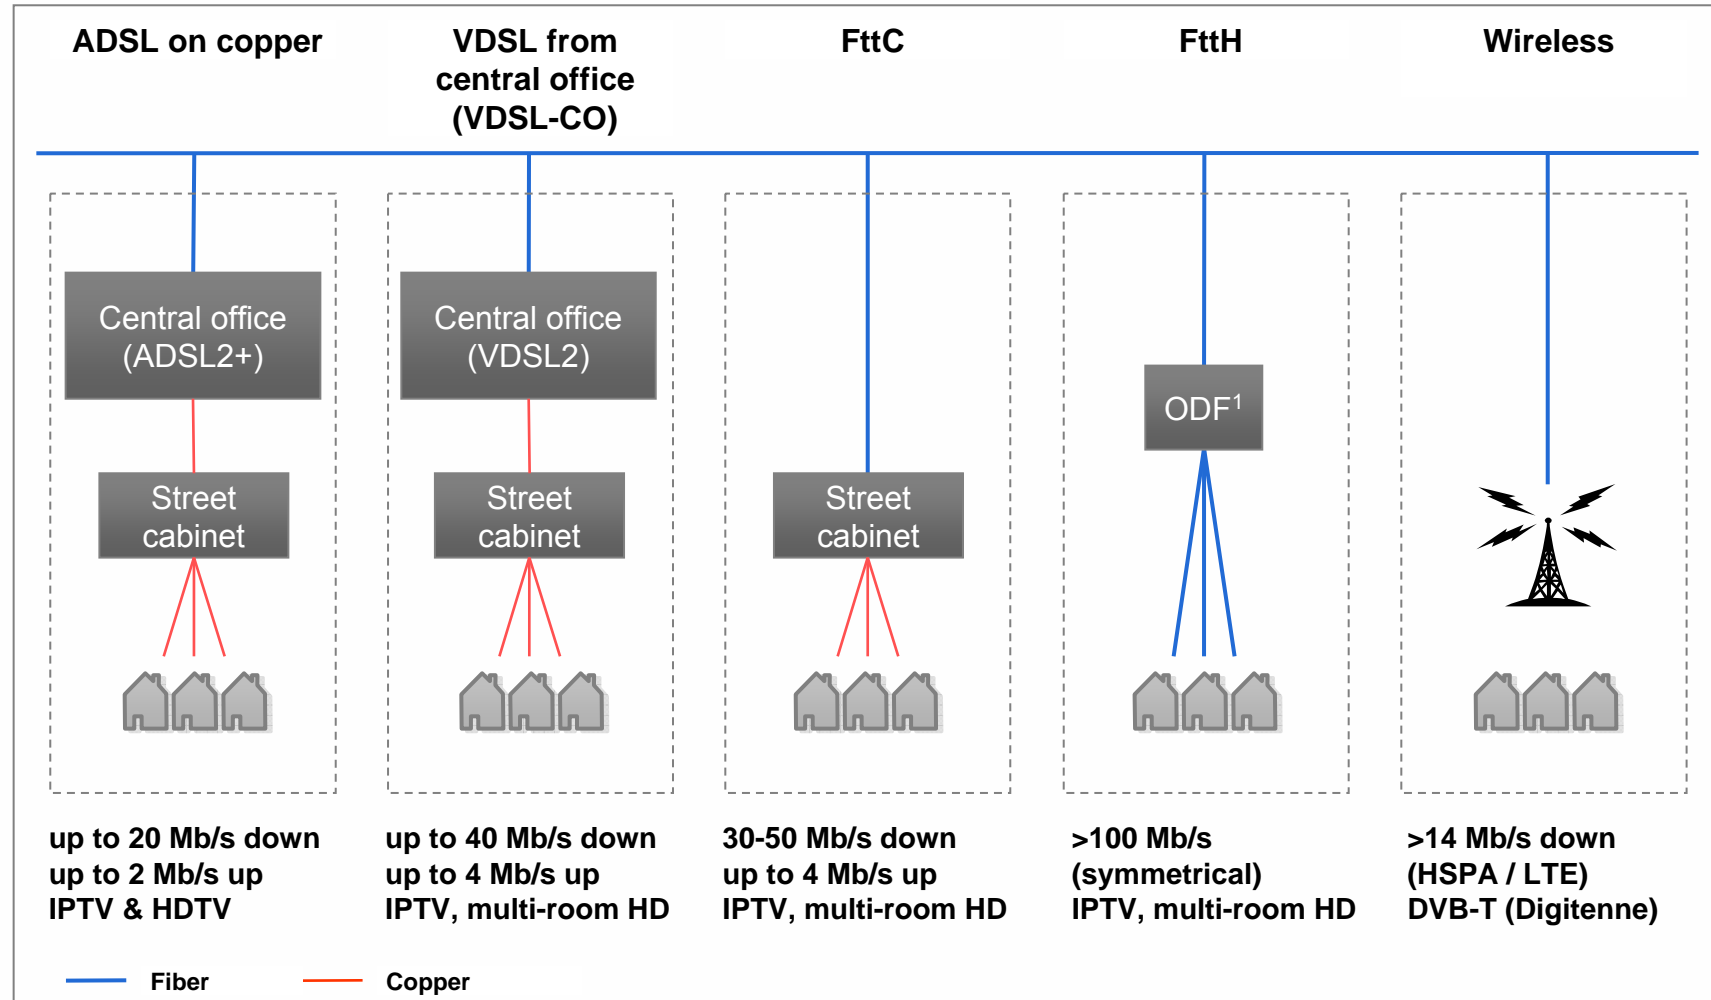 ADSL on copper
VDSL from
central office
(VDSL-CO)
FttC
FttH
Wireless
Central office
(ADSL2+)
Central office
(VDSL2)
ODF¹
Street
cabinet
Street
cabinet
Street
cabinet
up to 20 Mb/s down
up to 2 Mb/s up
IPTV & HDTV
up to 40 Mb/s down
up to 4 Mb/s up
IPTV, multi-room HD
30-50 Mb/s down
up to 4 Mb/s up
IPTV, multi-room HD
>100 Mb/s
(symmetrical)
IPTV, multi-room HD
>14 Mb/s down
(HSPA / LTE)
DVB-T (Digitenne)
Fiber
Copper